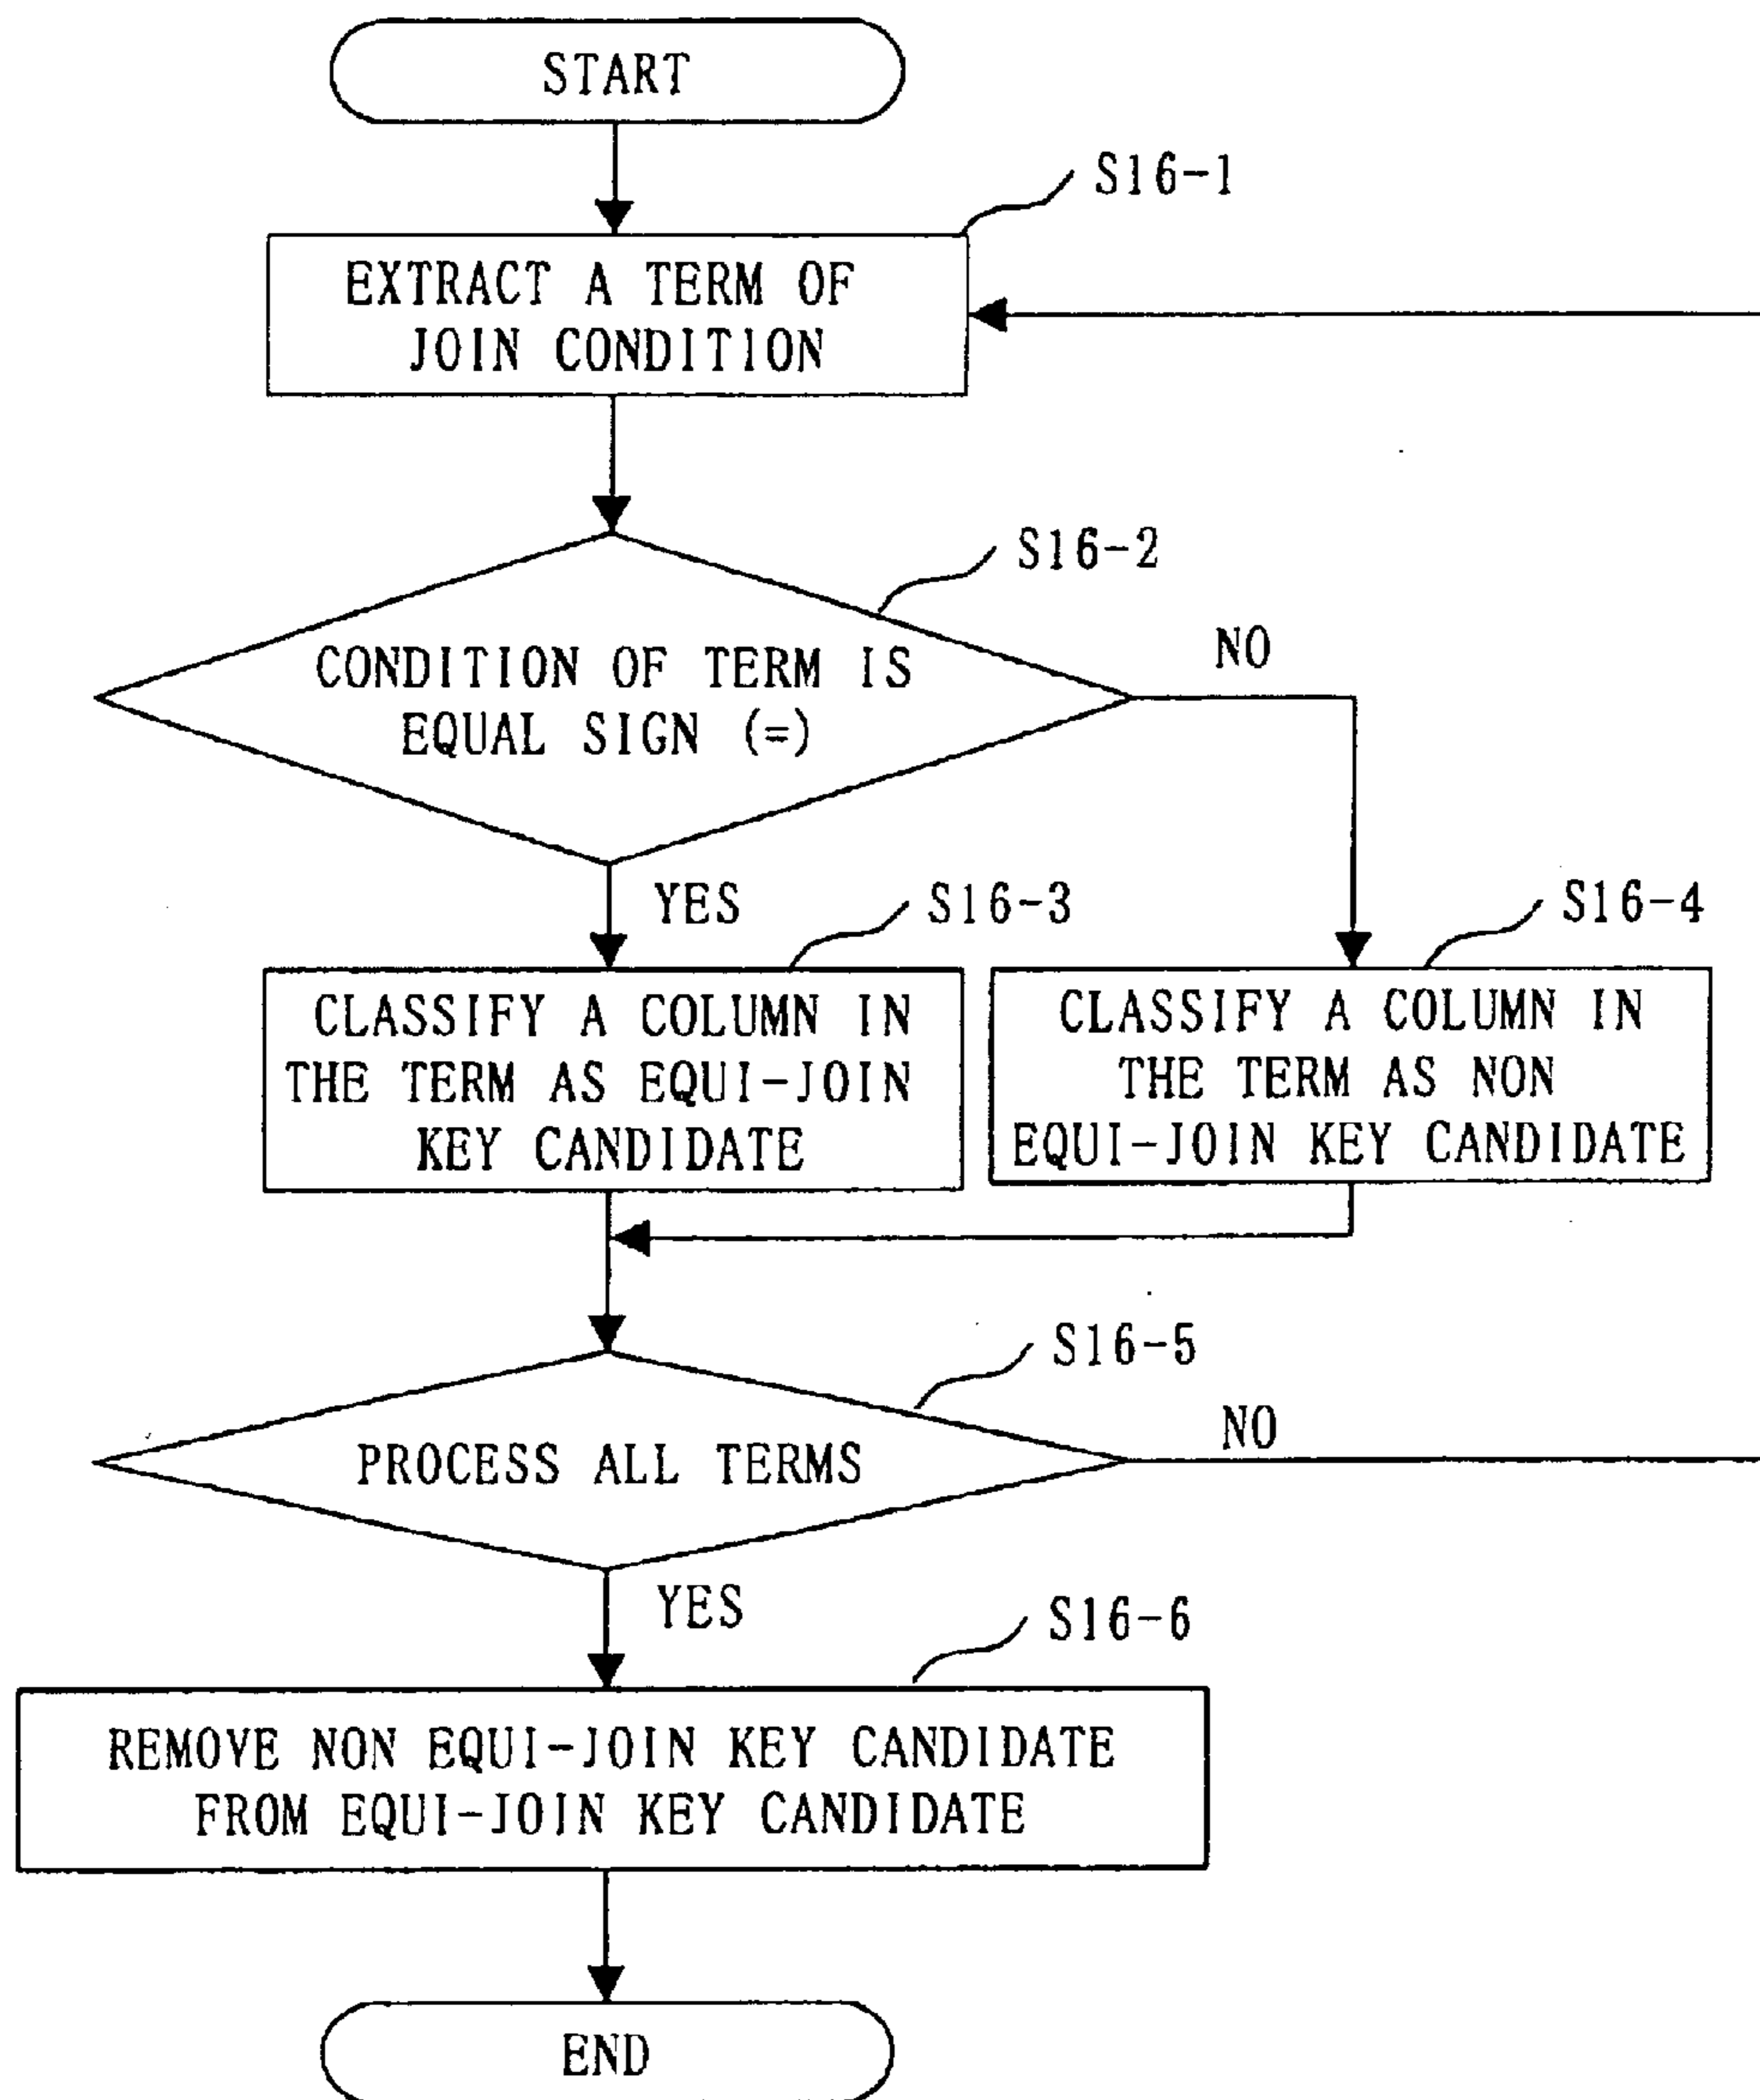 START
S16-1
EXTRACT A TERM OF
JOIN CONDITION
S16-2
CONDITION OF TERM IS
EQUAL SIGN (=)
NO
YES
S16-3
S16-4
CLASSIFY A COLUMN IN
THE TERM AS EQUI-JOIN
KEY CANDIDATE
CLASSIFY A COLUMN IN
THE TERM AS NON
EQUI-JOIN KEY CANDIDATE
S16-5
PROCESS ALL TERMS
NO
YES
S16-6
REMOVE NON EQUI-JOIN KEY CANDIDATE
FROM EQUI-JOIN KEY CANDIDATE
END